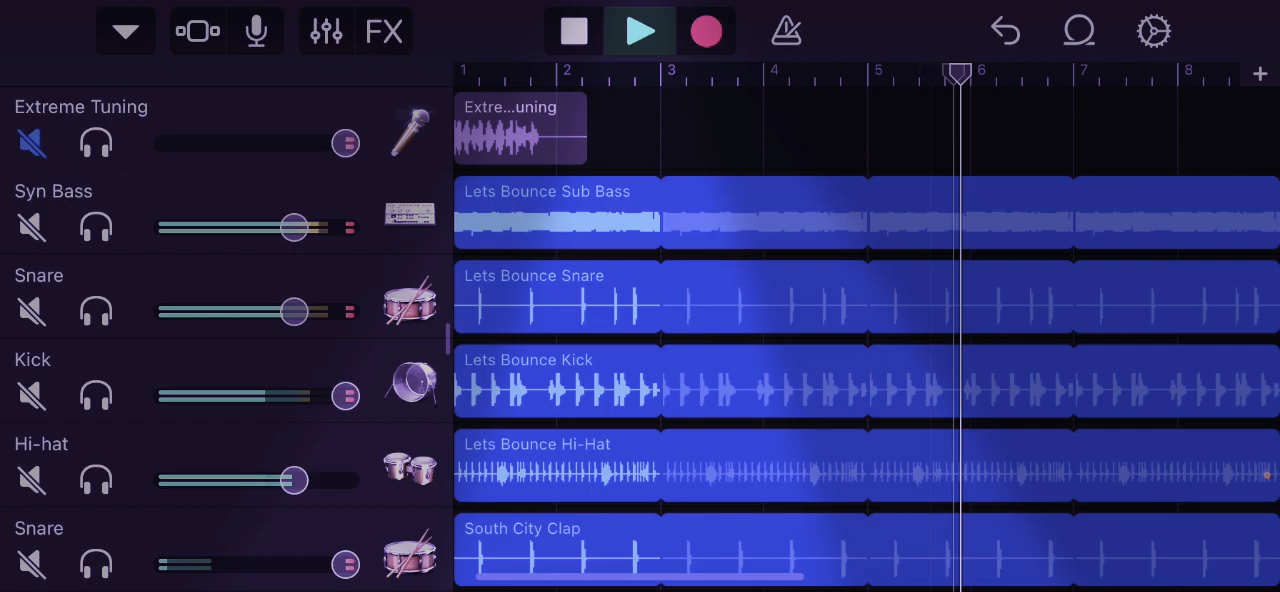 FX
1 2 3 4 5 6 7 8
Extreme Tuning
Extre...uning
Syn Bass
Lets Bounce Sub Bass
Snare
Lets Bounce Snare
Kick
Lets Bounce Kick
Hi-hat
Lets Bounce Hi-Hat
Snare
South City Clap